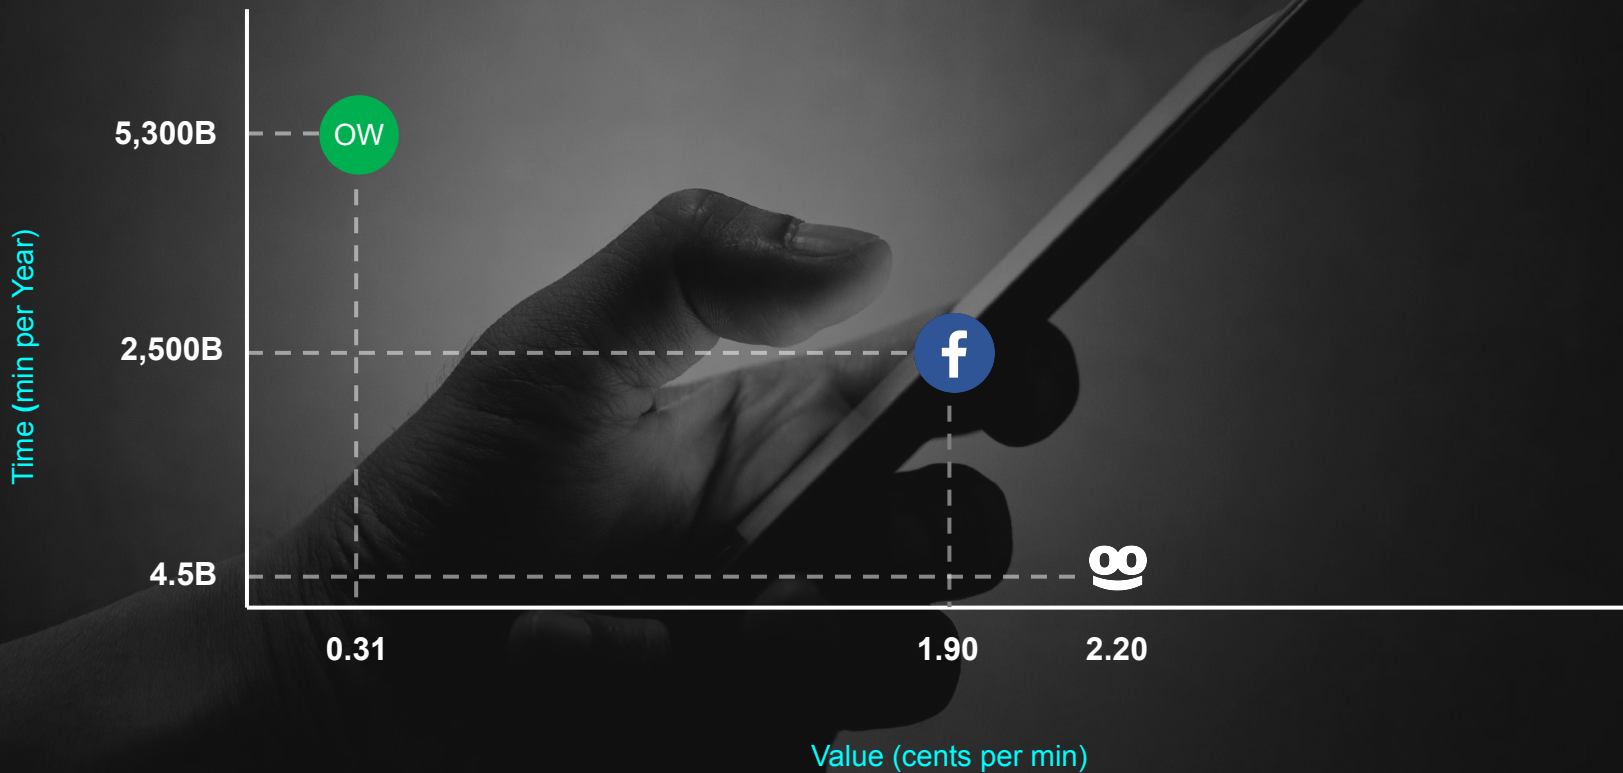 5,300B
OW
Time (min per Year)
2,500B
f
4.5B
0.31
1.90
2.20
Value (cents per min)